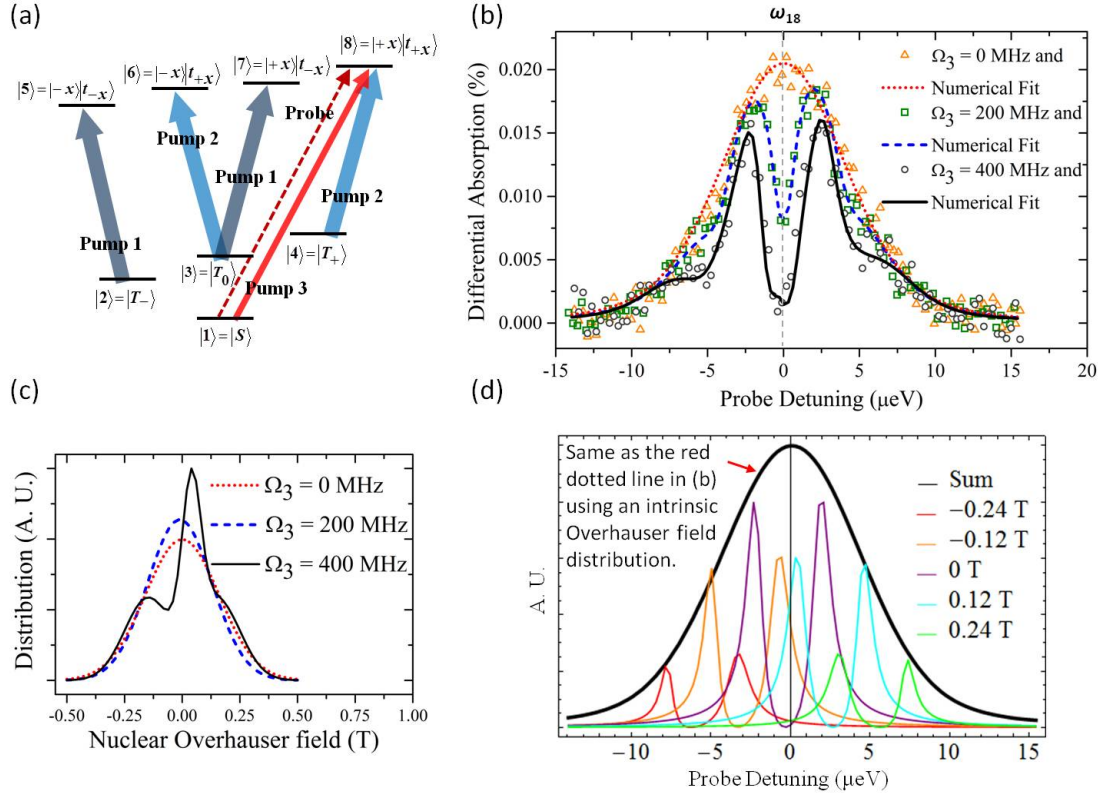 (a)
|8⟩=|+x⟩|t₊ₓ⟩
|7⟩=|+x⟩|t₋ₓ⟩
|6⟩=|−x⟩|t₊ₓ⟩
|5⟩=|−x⟩|t₋ₓ⟩
Probe
Pump 2
Pump 1
Pump 2
Pump 1
|4⟩=|T₊⟩
|3⟩=|T₀⟩
Pump 3
|2⟩=|T₋⟩
|1⟩=|S⟩
(b)
ω₁₈
Ω₃ = 0 MHz and
Numerical Fit
Ω₃ = 200 MHz and
Numerical Fit
Ω₃ = 400 MHz and
Numerical Fit
Differential Absorption (%)
0.020
0.015
0.010
0.005
0.000
-15 -10 -5 0 5 10 15 20
Probe Detuning (μeV)
(c)
Ω₃ = 0 MHz
Ω₃ = 200 MHz
Ω₃ = 400 MHz
Distribution (A. U.)
-0.50 -0.25 0.00 0.25 0.50 0.75 1.00
Nuclear Overhauser field (T)
(d)
Same as the red
dotted line in (b)
using an intrinsic
Overhauser field
distribution.
Sum
−0.24 T
−0.12 T
0 T
0.12 T
0.24 T
A. U.
−10 −5 0 5 10 15
Probe Detuning (μeV)